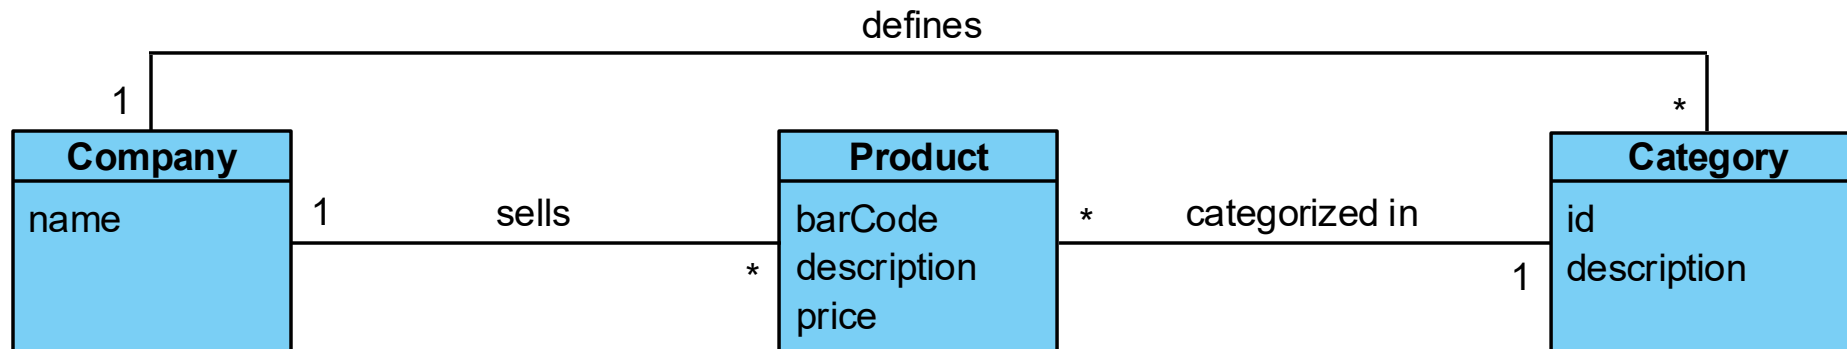 defines
1
*
Company
Product
Category
name
1
sells
*
barCode
description
price
*
categorized in
1
id
description